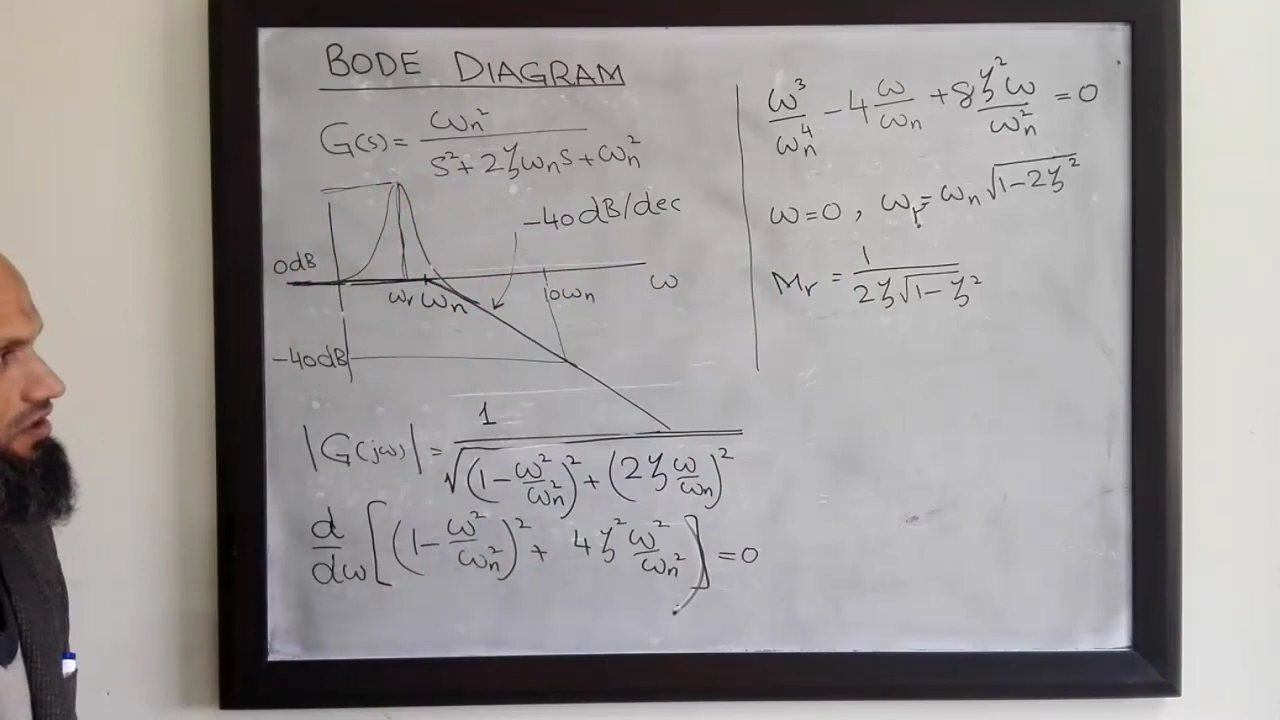 BODE DIAGRAM
G(s) = ωn² / s² + 2ζωns + ωn²
-40dB/dec
0dB
ωr ωn 10ωn ω
-40dB
|G(jω)| = 1 / √((1 - ω²/ωn²)² + (2ζ ω/ωn)²)
d/dω [(1 - ω²/ωn²)² + 4ζ² ω²/ωn²] = 0
ω³/ωn⁴ - 4 ω/ωn + 8ζ²ω/ωn² = 0
ω = 0, ωr = ωn √(1 - 2ζ²)
Mr = 1 / 2ζ√(1 - ζ²)